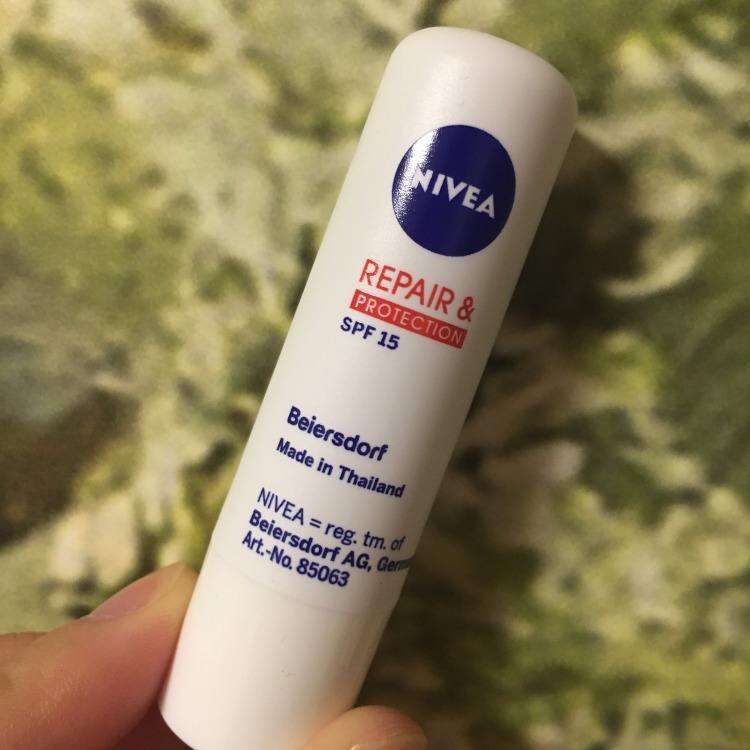 NIVEA
REPAIR &
PROTECTION
SPF 15
Beiersdorf
Made in Thailand
NIVEA = reg. tm. of
Beiersdorf AG,
Art.-No. 85063